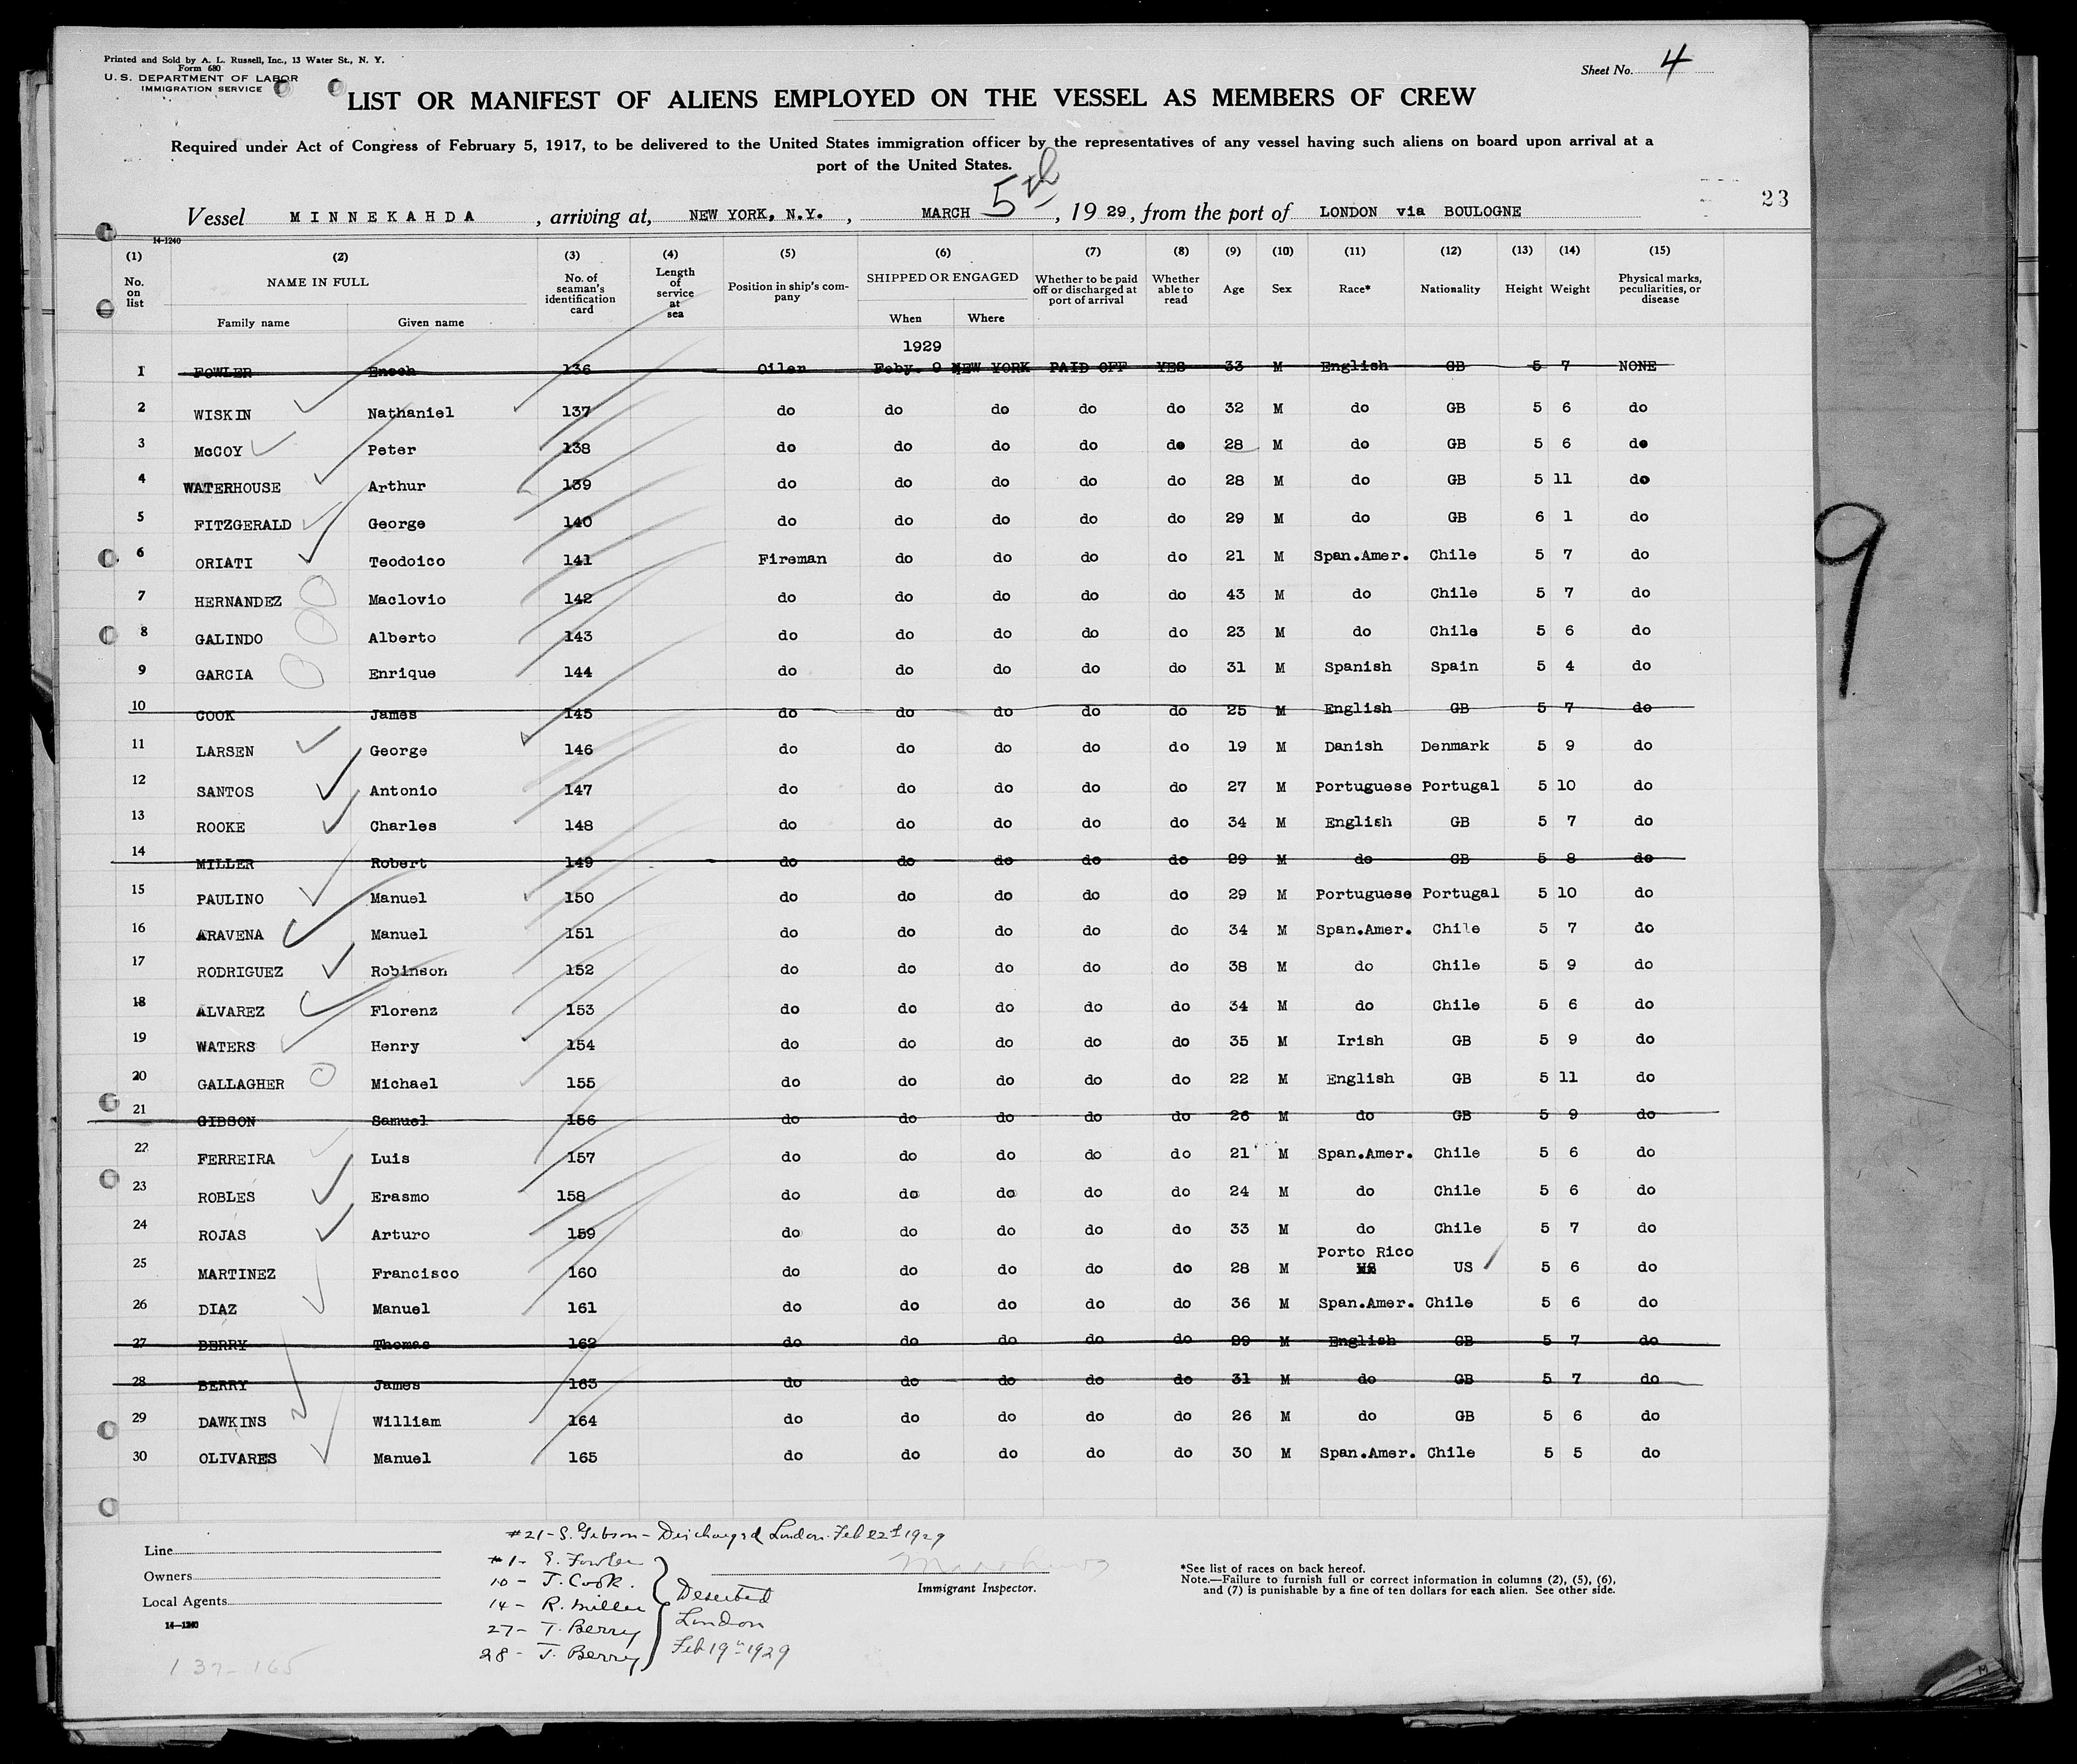 Printed and Sold by A. L. Russell, Inc., 13 Water St., N. Y.
Form 680
U. S. DEPARTMENT OF LABOR
IMMIGRATION SERVICE
Sheet No. 4
LIST OR MANIFEST OF ALIENS EMPLOYED ON THE VESSEL AS MEMBERS OF CREW
Required under Act of Congress of February 5, 1917, to be delivered to the United States immigration officer by the representatives of any vessel having such aliens on board upon arrival at a
port of the United States.
23
Vessel MINNEKAHDA, arriving at, NEW YORK, N.Y., MARCH 5th, 1929, from the port of LONDON via BOULOGNE
14-1240
(1) (2) (3) (4) (5) (6) (7) (8) (9) (10) (11) (12) (13) (14) (15)
No. on list NAME IN FULL Family name Given name No. of seaman's identification card Length of service at sea Position in ship's company SHIPPED OR ENGAGED When Where Whether to be paid off or discharged at port of arrival Whether able to read Age Sex Race* Nationality Height Weight Physical marks, peculiarities, or disease
1929
1 FOWLER Enoch 136 Oiler Feby. 9 NEW YORK PAID OFF YES 33 M English GB 5 7 NONE
2 WISKIN Nathaniel 137 do do do do do 32 M do GB 5 6 do
3 McCOY Peter 138 do do do do do 28 M do GB 5 6 do
4 WATERHOUSE Arthur 139 do do do do do 28 M do GB 5 11 do
5 FITZGERALD George 140 do do do do do 29 M do GB 6 1 do
6 ORIATI Teodoico 141 Fireman do do do do 21 M Span.Amer. Chile 5 7 do
7 HERNANDEZ Maclovio 142 do do do do do 43 M do Chile 5 7 do
8 GALINDO Alberto 143 do do do do do 23 M do Chile 5 6 do
9 GARCIA Enrique 144 do do do do do 31 M Spanish Spain 5 4 do
10 COOK James 145 do do do do do 25 M English GB 5 7 do
11 LARSEN George 146 do do do do do 19 M Danish Denmark 5 9 do
12 SANTOS Antonio 147 do do do do do 27 M Portuguese Portugal 5 10 do
13 ROOKE Charles 148 do do do do do 34 M English GB 5 7 do
14 MILLER Robert 149 do do do do do 29 M do GB 5 8 do
15 PAULINO Manuel 150 do do do do do 29 M Portuguese Portugal 5 10 do
16 ARAVENA Manuel 151 do do do do do 34 M Span.Amer. Chile 5 7 do
17 RODRIGUEZ Robinson 152 do do do do do 38 M do Chile 5 9 do
18 ALVAREZ Florenz 153 do do do do do 34 M do Chile 5 6 do
19 WATERS Henry 154 do do do do do 35 M Irish GB 5 9 do
20 GALLAGHER Michael 155 do do do do do 22 M English GB 5 11 do
21 GIBSON Samuel 156 do do do do do 26 M do GB 5 9 do
22 FERREIRA Luis 157 do do do do do 21 M Span.Amer. Chile 5 6 do
23 ROBLES Erasmo 158 do do do do do 24 M do Chile 5 6 do
24 ROJAS Arturo 159 do do do do do 33 M do Chile 5 7 do
25 MARTINEZ Francisco 160 do do do do do 28 M Porto Rico US 5 6 do
26 DIAZ Manuel 161 do do do do do 36 M Span.Amer. Chile 5 6 do
27 BERRY Thomas 162 do do do do do 29 M English GB 5 7 do
28 BERRY James 163 do do do do do 31 M do GB 5 7 do
29 DAWKINS William 164 do do do do do 26 M do GB 5 6 do
30 OLIVARES Manuel 165 do do do do do 30 M Span.Amer. Chile 5 5 do
9
#21 - S. Gibson - Discharged London Feb 22d 1929
#1 - E. Fowler
10 - J. Cook.
14 - R. Miller
27 - T. Berry
28 - J. Berry
Deserted
London
Feb 19th 1929
Line
Owners
Local Agents
14-1240
137-165
Immigrant Inspector.
*See list of races on back hereof.
Note.—Failure to furnish full or correct information in columns (2), (5), (6),
and (7) is punishable by a fine of ten dollars for each alien. See other side.